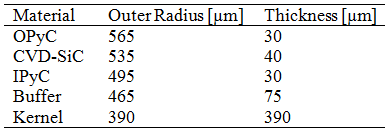 Material Outer Radius [µm] Thickness [µm]
OPyC 565 30
CVD-SiC 535 40
IPyC 495 30
Buffer 465 75
Kernel 390 390